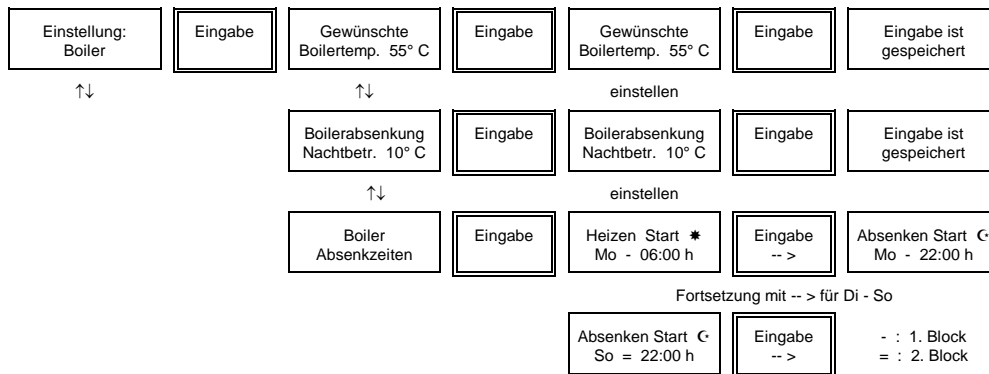 Einstellung:
Boiler
Eingabe
Gewünschte
Boilertemp. 55° C
Eingabe
Gewünschte
Boilertemp. 55° C
Eingabe
Eingabe ist
gespeichert
↑↓
↑↓
einstellen
Boilerabsenkung
Nachtbetr. 10° C
Eingabe
Boilerabsenkung
Nachtbetr. 10° C
Eingabe
Eingabe ist
gespeichert
↑↓
einstellen
Boiler
Absenkzeiten
Eingabe
Heizen Start ✸
Mo - 06:00 h
Eingabe
-- >
Absenken Start ☪
Mo - 22:00 h
Fortsetzung mit -- > für Di - So
Absenken Start ☪
So = 22:00 h
Eingabe
-- >
- : 1. Block
= : 2. Block